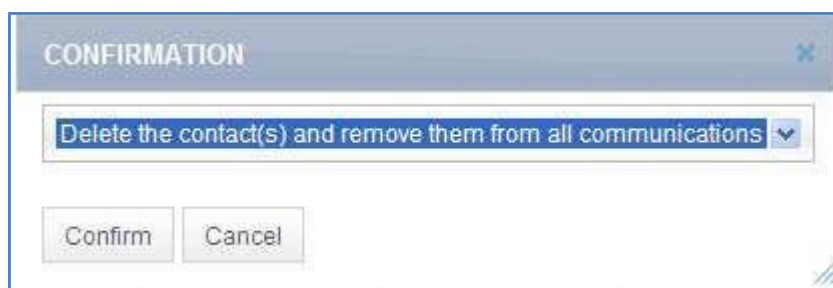 CONFIRMATION
Delete the contact(s) and remove them from all communications
Confirm
Cancel